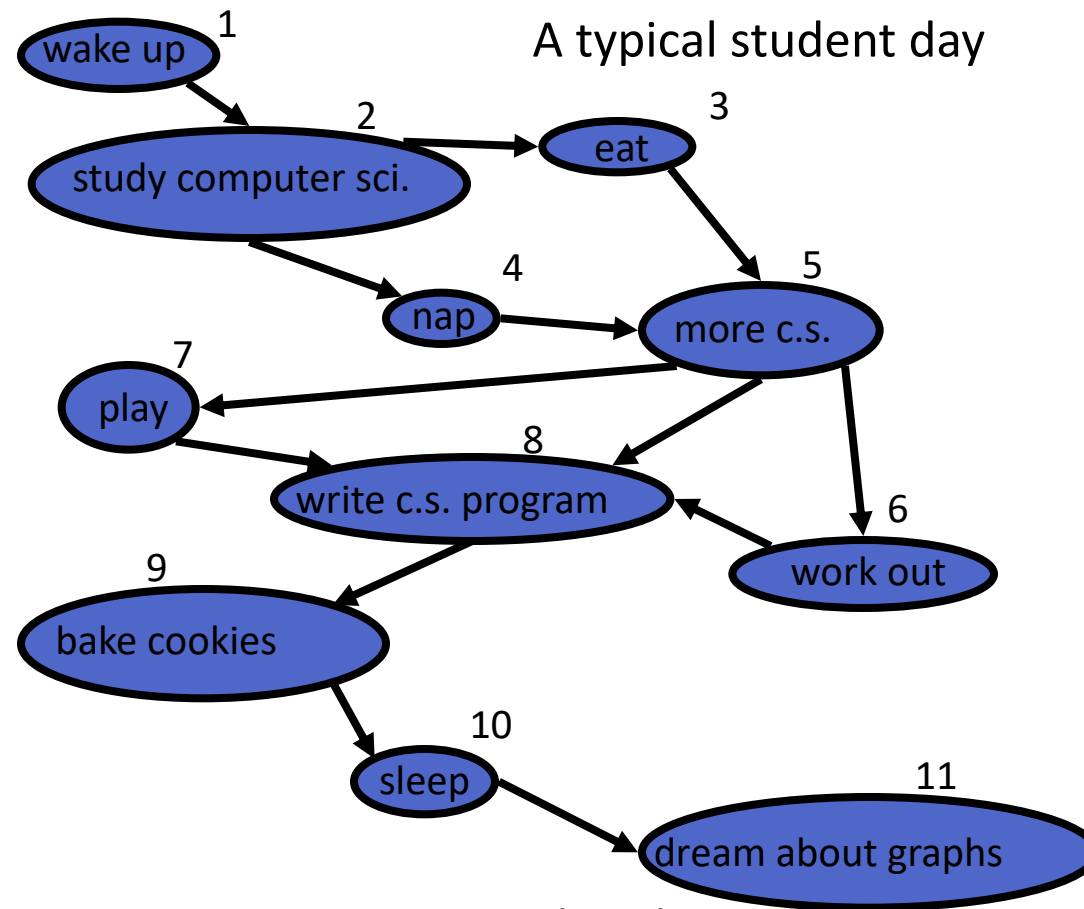 A typical student day
1
wake up
2
study computer sci.
3
eat
4
nap
5
more c.s.
7
play
8
write c.s. program
6
work out
9
bake cookies
10
sleep
11
dream about graphs